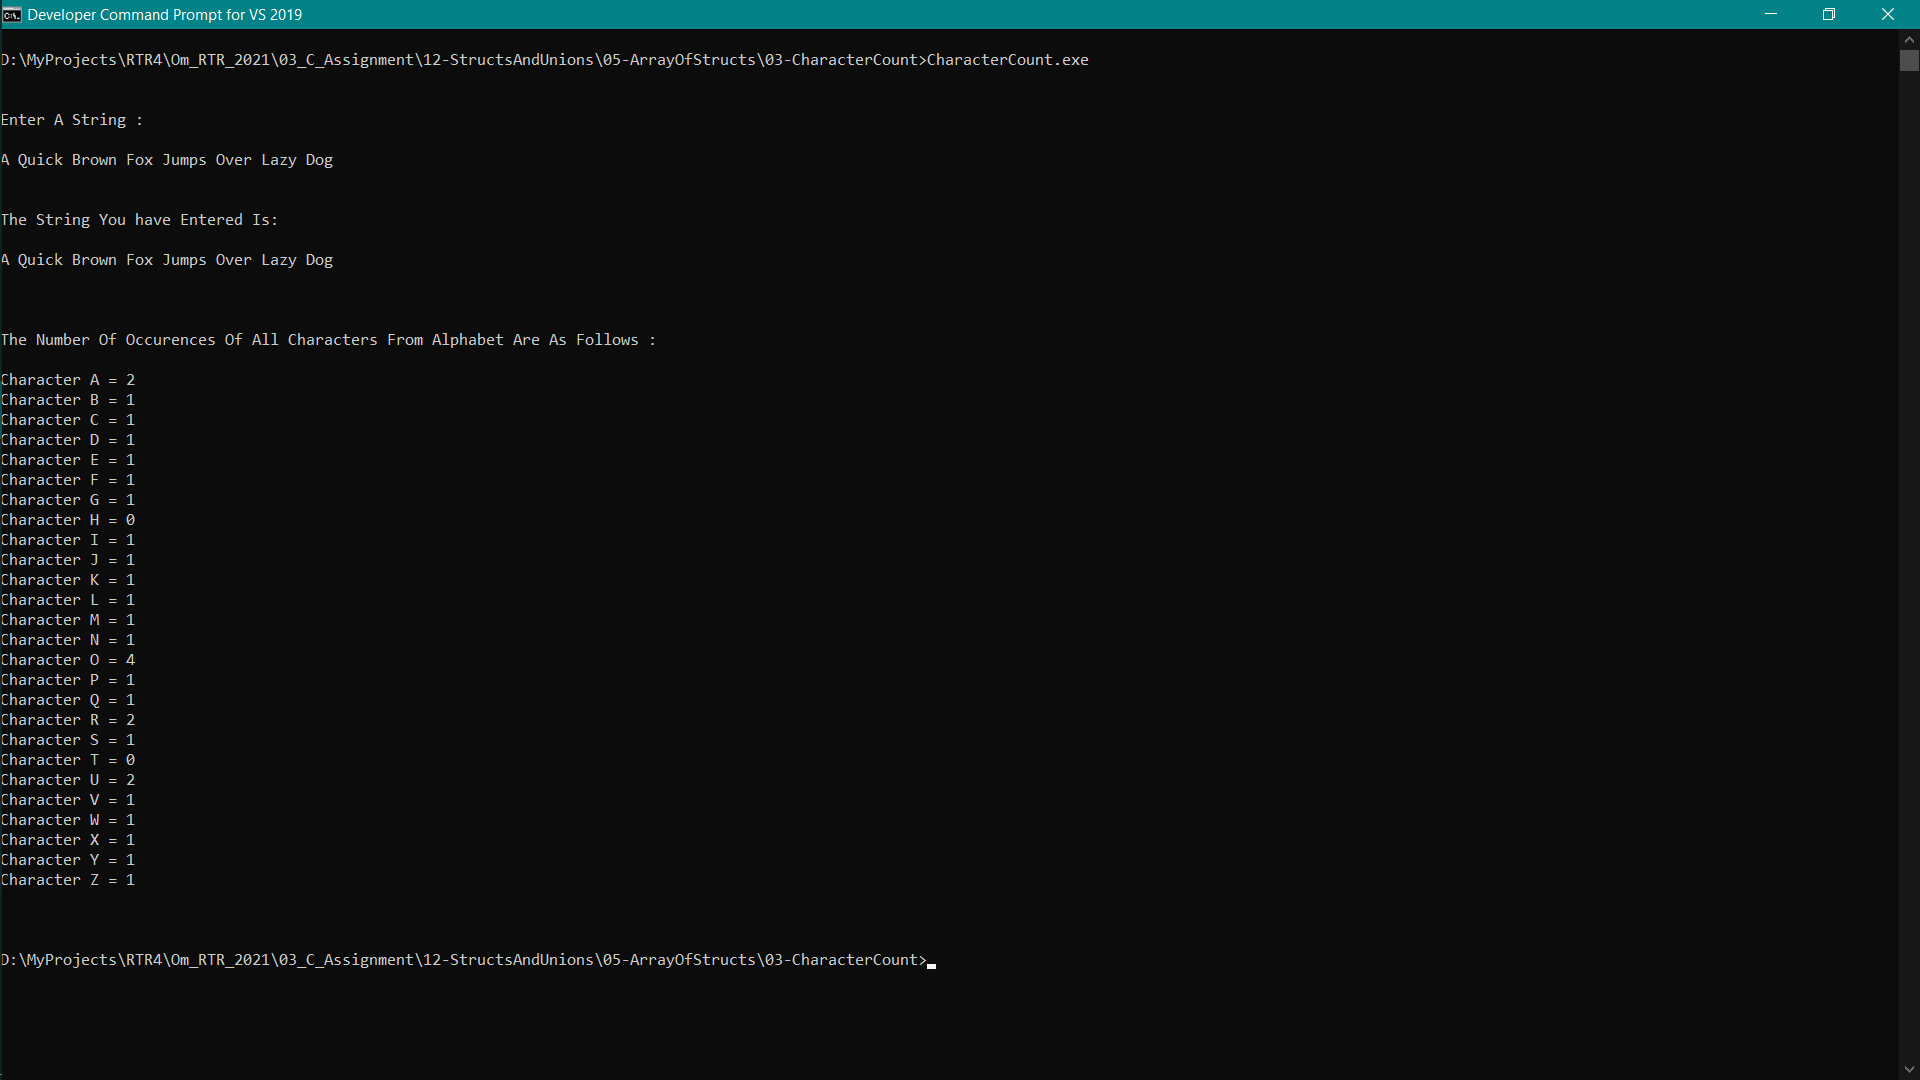 Developer Command Prompt for VS 2019
D:\MyProjects\RTR4\Om_RTR_2021\03_C_Assignment\12-StructsAndUnions\05-ArrayOfStructs\03-CharacterCount>CharacterCount.exe
Enter A String :
A Quick Brown Fox Jumps Over Lazy Dog
The String You have Entered Is:
A Quick Brown Fox Jumps Over Lazy Dog
The Number Of Occurences Of All Characters From Alphabet Are As Follows :
Character A = 2
Character B = 1
Character C = 1
Character D = 1
Character E = 1
Character F = 1
Character G = 1
Character H = 0
Character I = 1
Character J = 1
Character K = 1
Character L = 1
Character M = 1
Character N = 1
Character O = 4
Character P = 1
Character Q = 1
Character R = 2
Character S = 1
Character T = 0
Character U = 2
Character V = 1
Character W = 1
Character X = 1
Character Y = 1
Character Z = 1
D:\MyProjects\RTR4\Om_RTR_2021\03_C_Assignment\12-StructsAndUnions\05-ArrayOfStructs\03-CharacterCount>